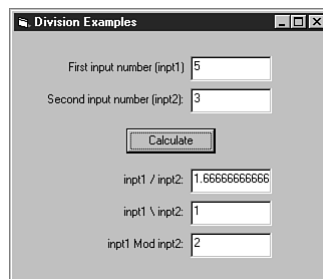 Division Examples
First input number (inpt1) 5
Second input number (inpt2): 3
Calculate
inpt1 / inpt2: 1.66666666666
inpt1 \ inpt2: 1
inpt1 Mod inpt2: 2